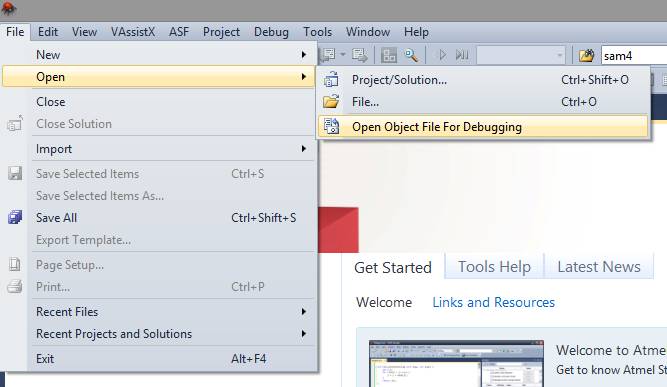 File Edit View VAssistX ASF Project Debug Tools Window Help
sam4
New
Open
Close
Close Solution
Import
Save Selected Items Ctrl+S
Save Selected Items As...
Save All Ctrl+Shift+S
Export Template...
Page Setup...
Print... Ctrl+P
Recent Files
Recent Projects and Solutions
Exit Alt+F4
Project/Solution... Ctrl+Shift+O
File... Ctrl+O
Open Object File For Debugging
Get Started Tools Help Latest News
Welcome Links and Resources
Welcome to Atmel
Get to know Atmel St